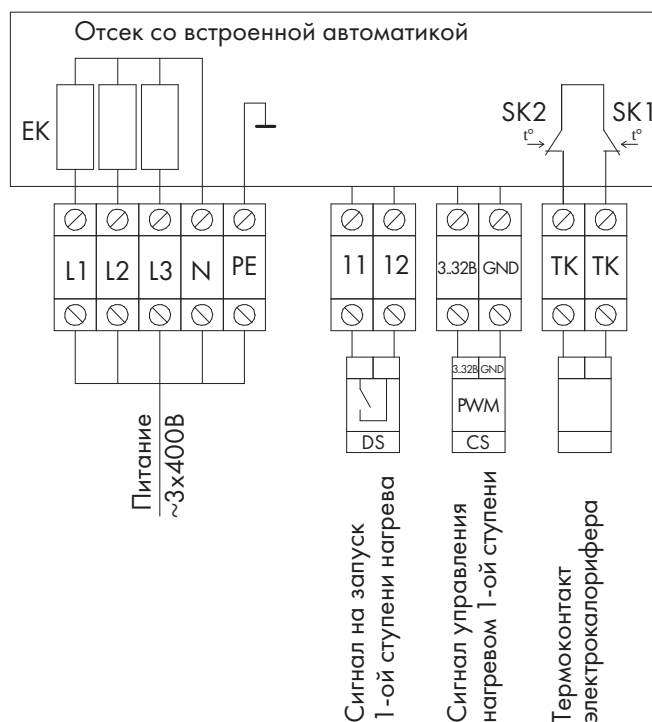 Отсек со встроенной автоматикой
EK
SK2
SK1
t°
t°
L1 L2 L3 N PE
11 12
3..32В GND
TK TK
3..32В GND
PWM
DS
CS
Питание
~3х400В
Сигнал на запуск
1-ой ступени нагрева
Сигнал управления
нагревом 1-ой ступени
Термоконтакт
электрокалорифера